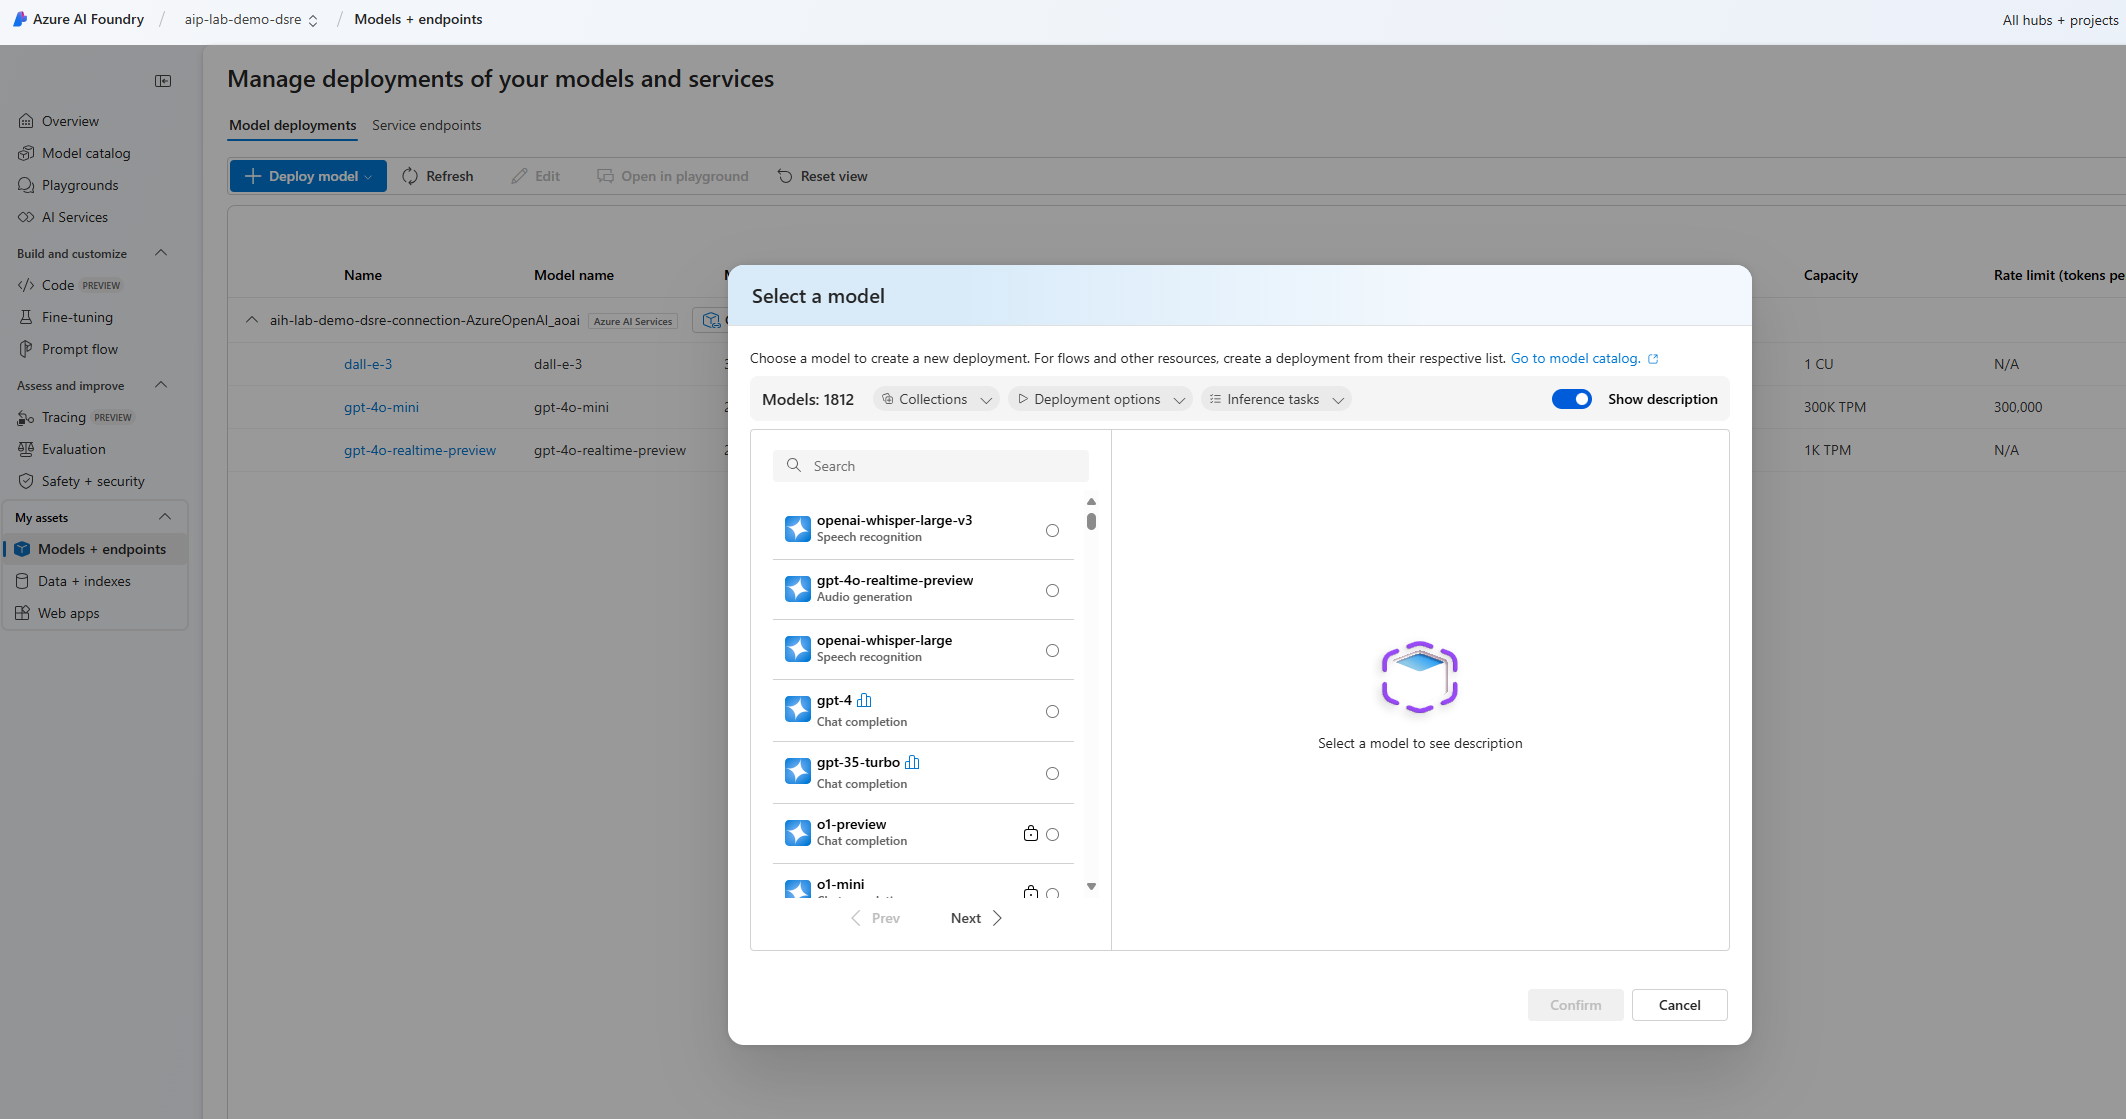 Azure AI Foundry / aip-lab-demo-dsre / Models + endpoints All hubs + projects
Manage deployments of your models and services
Model deployments Service endpoints
Deploy model Refresh Edit Open in playground Reset view
Overview
Model catalog
Playgrounds
AI Services
Build and customize
Code PREVIEW
Fine-tuning
Prompt flow
Assess and improve
Tracing PREVIEW
Evaluation
Safety + security
My assets
Models + endpoints
Data + indexes
Web apps
Name Model name Capacity Rate limit (tokens pe
aih-lab-demo-dsre-connection-AzureOpenAI_aoai Azure AI Services
dall-e-3 dall-e-3 1 CU N/A
gpt-4o-mini gpt-4o-mini 300K TPM 300,000
gpt-4o-realtime-preview gpt-4o-realtime-preview 1K TPM N/A
Select a model
Choose a model to create a new deployment. For flows and other resources, create a deployment from their respective list. Go to model catalog.
Models: 1812 Collections Deployment options Inference tasks Show description
Search
openai-whisper-large-v3
Speech recognition
gpt-4o-realtime-preview
Audio generation
openai-whisper-large
Speech recognition
gpt-4
Chat completion
gpt-35-turbo
Chat completion
o1-preview
Chat completion
o1-mini
Prev Next
Select a model to see description
Confirm Cancel